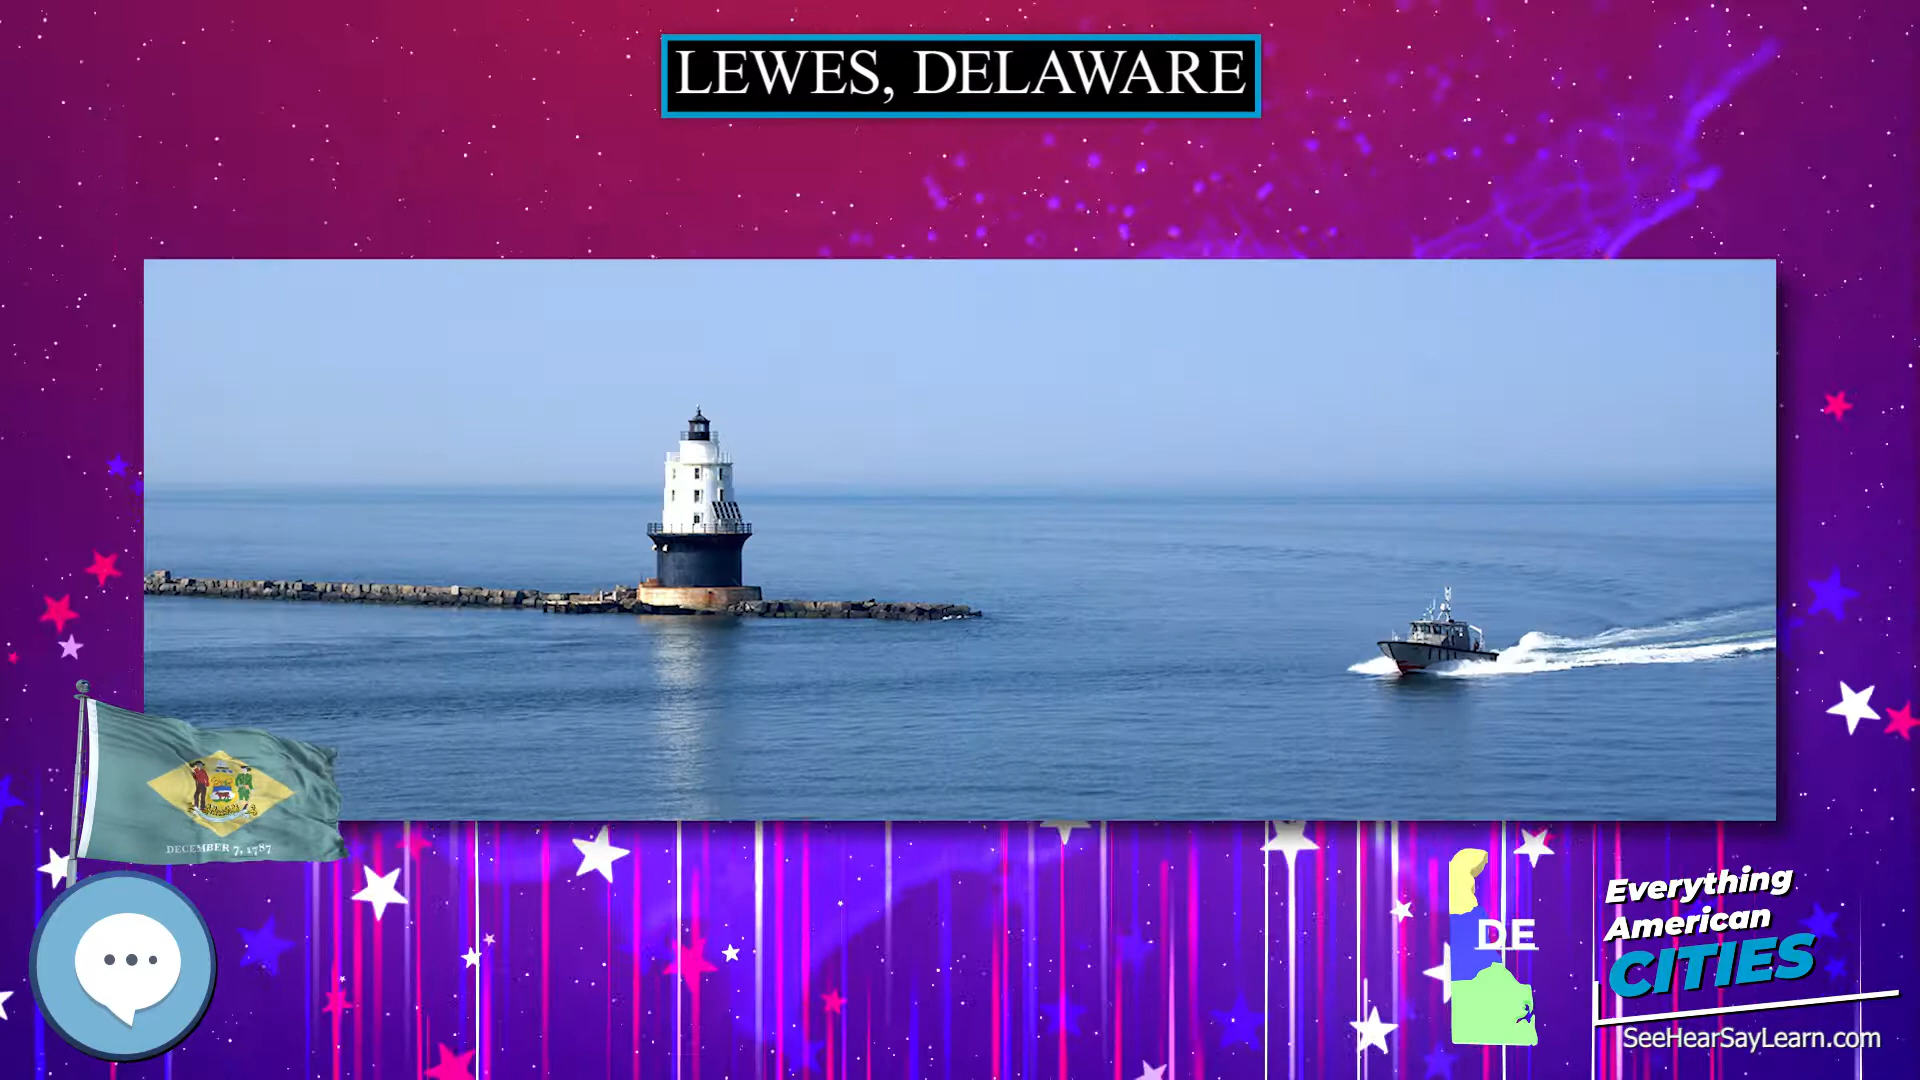 LEWES, DELAWARE
DECEMBER 7, 1787
DE
Everything
American
CITIES
SeeHearSayLearn.com